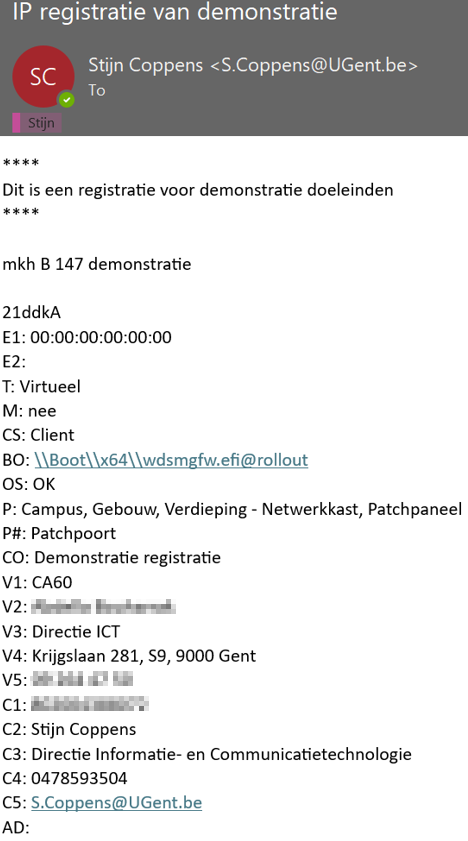 IP registratie van demonstratie
SC
Stijn Coppens <S.Coppens@UGent.be>
To
Stijn
****
Dit is een registratie voor demonstratie doeleinden
****
mkh B 147 demonstratie
21ddkA
E1: 00:00:00:00:00:00
E2:
T: Virtueel
M: nee
CS: Client
BO: \\Boot\\x64\\wdsmgfw.efi@rollout
OS: OK
P: Campus, Gebouw, Verdieping - Netwerkkast, Patchpaneel
P#: Patchpoort
CO: Demonstratie registratie
V1: CA60
V2:
V3: Directie ICT
V4: Krijgslaan 281, S9, 9000 Gent
V5:
C1:
C2: Stijn Coppens
C3: Directie Informatie- en Communicatietechnologie
C4: 0478593504
C5: S.Coppens@UGent.be
AD: